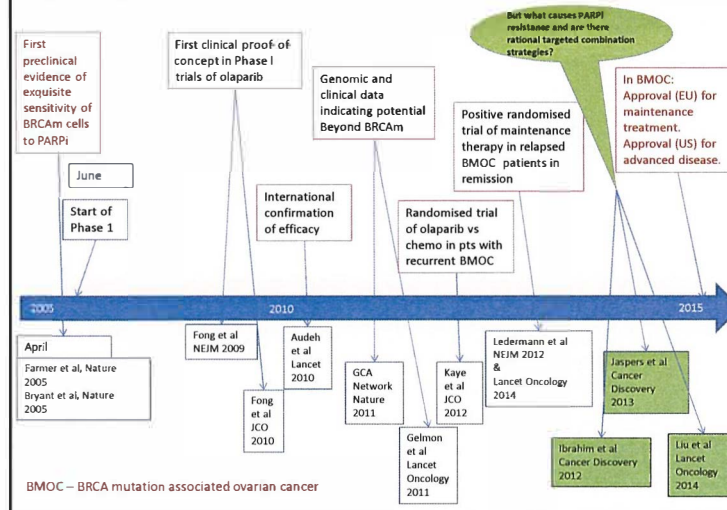 First
preclinical
evidence of
exquisite
sensitivity of
BRCAm cells
to PARPi
First clinical proof-of-
concept in Phase I
trials of olaparib
Genomic and
clinical data
indicating potential
Beyond BRCAm
But what causes PARPi
resistance and are there
rational targeted combination
strategies?
Positive randomised
trial of maintenance
therapy in relapsed
BMOC patients in
remission
In BMOC:
Approval (EU) for
maintenance
treatment.
Approval (US) for
advanced disease.
June
Start of
Phase 1
International
confirmation
of efficacy
Randomised trial
of olaparib vs
chemo in pts with
recurrent BMOC
2005
2010
2015
April
Farmer et al, Nature
2005
Bryant et al, Nature
2005
Fong et al
NEJM 2009
Fong
et al
JCO
2010
Audeh
et al
Lancet
2010
GCA
Network
Nature
2011
Gelmon
et al
Lancet
Oncology
2011
Kaye
et al
JCO
2012
Ledermann et al
NEJM 2012
&
Lancet Oncology
2014
Ibrahim et al
Cancer Discovery
2012
Jaspers et al
Cancer
Discovery
2013
Liu et al
Lancet
Oncology
2014
BMOC – BRCA mutation associated ovarian cancer